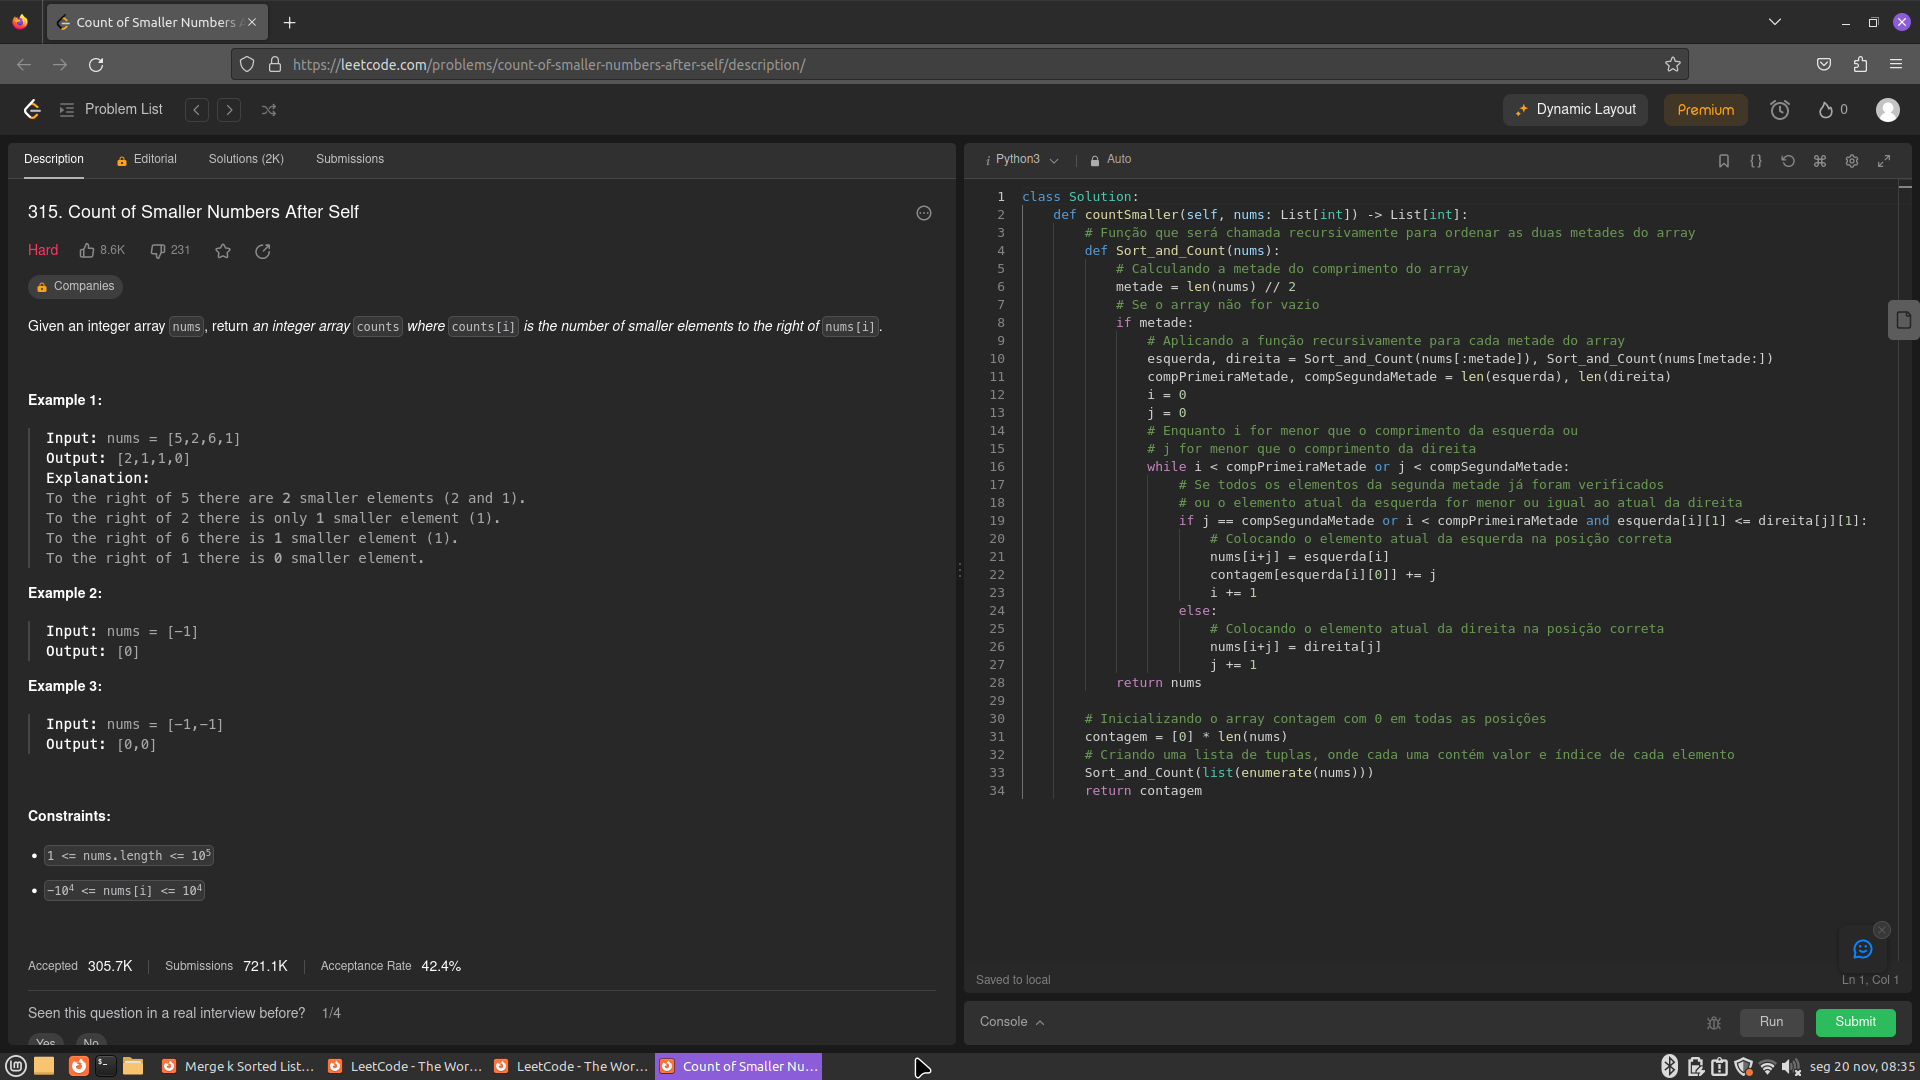 Count of Smaller Numbers A
https://leetcode.com/problems/count-of-smaller-numbers-after-self/description/
Problem List
Dynamic Layout
Premium
0
Description
Editorial
Solutions (2K)
Submissions
315. Count of Smaller Numbers After Self
Hard
8.6K
231
Companies
Given an integer array nums, return an integer array counts where counts[i] is the number of smaller elements to the right of nums[i].
Example 1:
Input: nums = [5,2,6,1]
Output: [2,1,1,0]
Explanation:
To the right of 5 there are 2 smaller elements (2 and 1).
To the right of 2 there is only 1 smaller element (1).
To the right of 6 there is 1 smaller element (1).
To the right of 1 there is 0 smaller element.
Example 2:
Input: nums = [-1]
Output: [0]
Example 3:
Input: nums = [-1,-1]
Output: [0,0]
Constraints:
• 1 <= nums.length <= 10⁵
• -10⁴ <= nums[i] <= 10⁴
Accepted 305.7K | Submissions 721.1K | Acceptance Rate 42.4%
Seen this question in a real interview before? 1/4
Yes No
i Python3
Auto
1 class Solution:
2     def countSmaller(self, nums: List[int]) -> List[int]:
3         # Função que será chamada recursivamente para ordenar as duas metades do array
4         def Sort_and_Count(nums):
5             # Calculando a metade do comprimento do array
6             metade = len(nums) // 2
7             # Se o array não for vazio
8             if metade:
9                 # Aplicando a função recursivamente para cada metade do array
10                 esquerda, direita = Sort_and_Count(nums[:metade]), Sort_and_Count(nums[metade:])
11                 compPrimeiraMetade, compSegundaMetade = len(esquerda), len(direita)
12                 i = 0
13                 j = 0
14                 # Enquanto i for menor que o comprimento da esquerda ou
15                 # j for menor que o comprimento da direita
16                 while i < compPrimeiraMetade or j < compSegundaMetade:
17                     # Se todos os elementos da segunda metade já foram verificados
18                     # ou o elemento atual da esquerda for menor ou igual ao atual da direita
19                     if j == compSegundaMetade or i < compPrimeiraMetade and esquerda[i][1] <= direita[j][1]:
20                         # Colocando o elemento atual da esquerda na posição correta
21                         nums[i+j] = esquerda[i]
22                         contagem[esquerda[i][0]] += j
23                         i += 1
24                     else:
25                         # Colocando o elemento atual da direita na posição correta
26                         nums[i+j] = direita[j]
27                         j += 1
28             return nums
29
30         # Inicializando o array contagem com 0 em todas as posições
31         contagem = [0] * len(nums)
32         # Criando uma lista de tuplas, onde cada uma contém valor e índice de cada elemento
33         Sort_and_Count(list(enumerate(nums)))
34         return contagem
Saved to local
Ln 1, Col 1
Console
Run
Submit
Merge k Sorted List...
LeetCode - The Wor...
LeetCode - The Wor...
Count of Smaller Nu...
seg 20 nov, 08:35